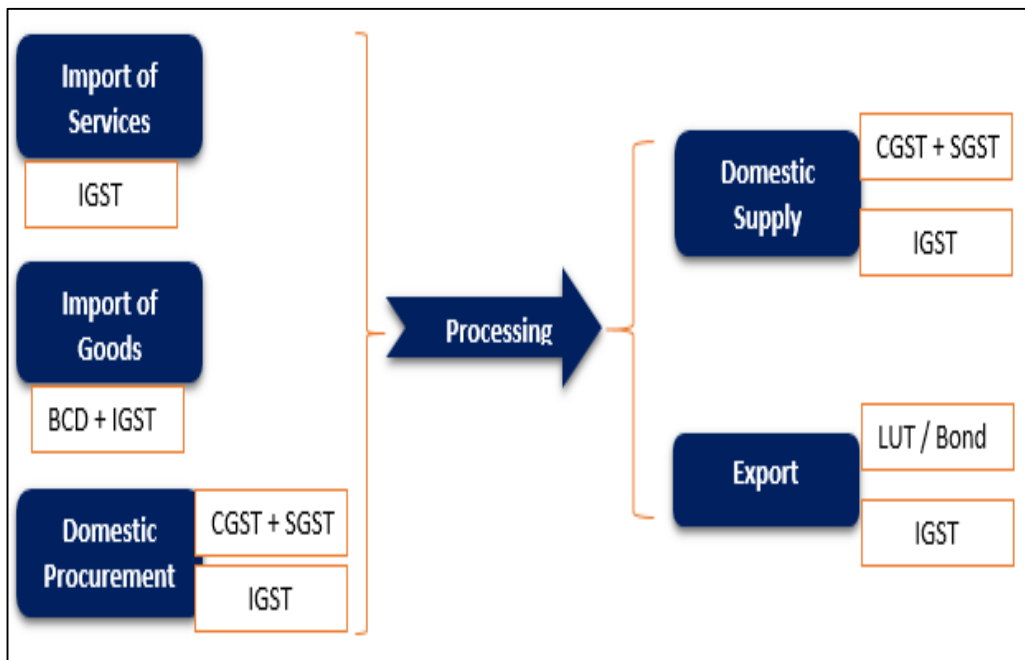 Import of
Services
IGST
Import of
Goods
BCD + IGST
Domestic
Procurement
CGST + SGST
IGST
Processing
Domestic
Supply
CGST + SGST
IGST
Export
LUT / Bond
IGST